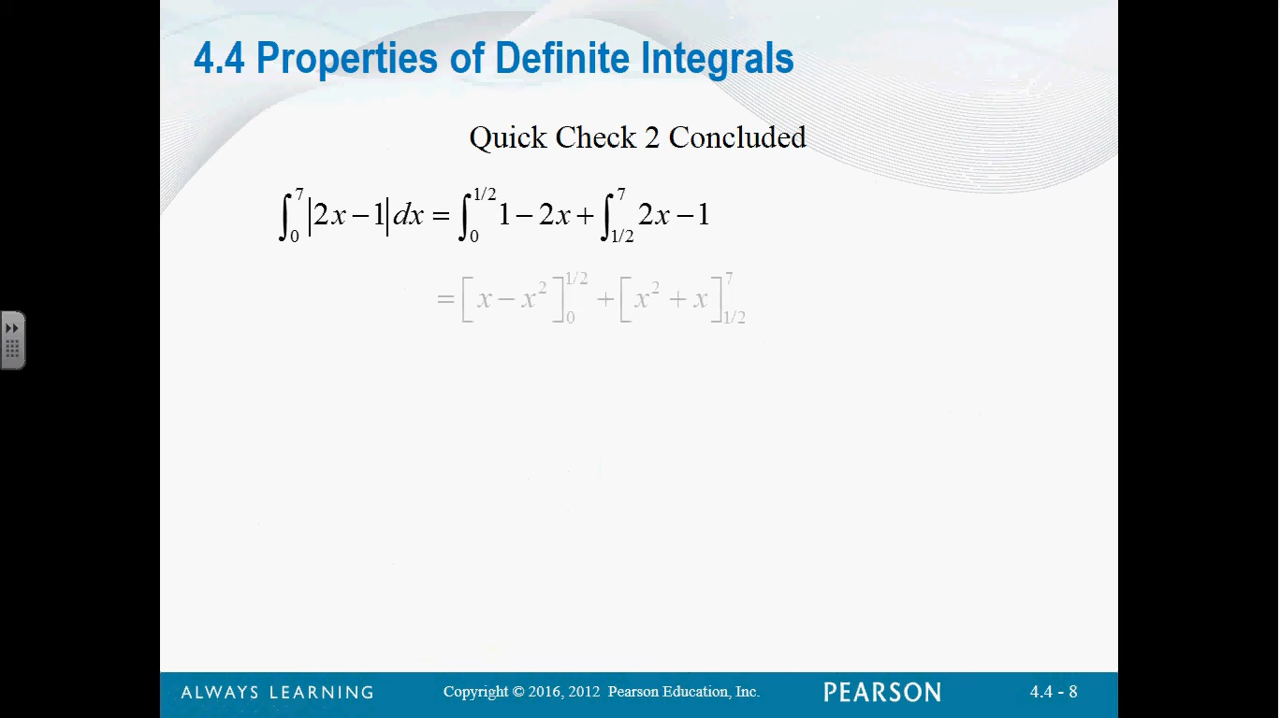 4.4 Properties of Definite Integrals
Quick Check 2 Concluded
∫₀⁷ |2x − 1| dx = ∫₀^{1/2} 1 − 2x + ∫_{1/2}^{7} 2x − 1
= [x − x²]₀^{1/2} + [x² + x]_{1/2}^{7}
ALWAYS LEARNING Copyright © 2016, 2012 Pearson Education, Inc. PEARSON 4.4 - 8